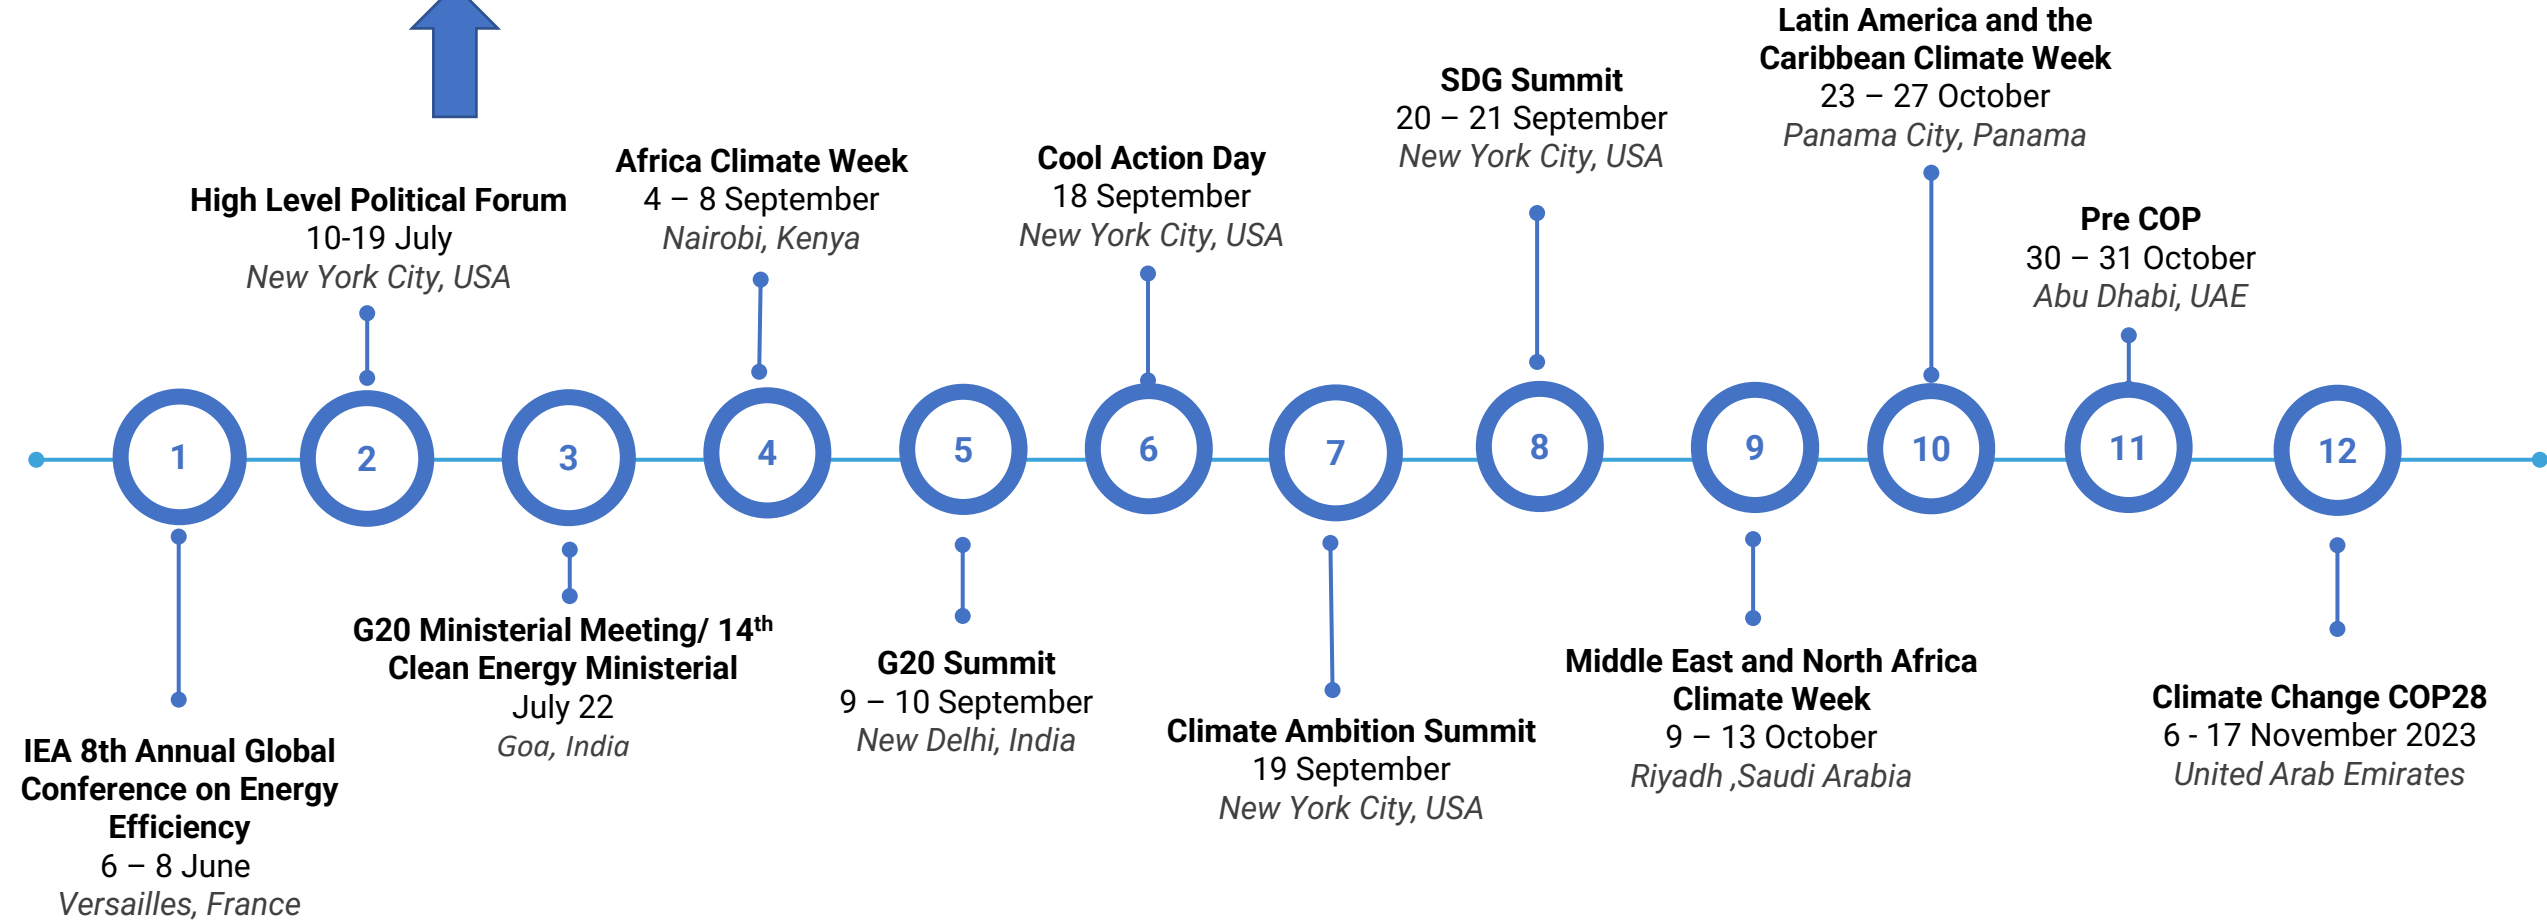 Latin America and the
Caribbean Climate Week
23 – 27 October
Panama City, Panama
SDG Summit
20 – 21 September
New York City, USA
Africa Climate Week
4 – 8 September
Nairobi, Kenya
Cool Action Day
18 September
New York City, USA
High Level Political Forum
10-19 July
New York City, USA
Pre COP
30 – 31 October
Abu Dhabi, UAE
1
2
3
4
5
6
7
8
9
10
11
12
IEA 8th Annual Global
Conference on Energy
Efficiency
6 – 8 June
Versailles, France
G20 Ministerial Meeting/ 14th
Clean Energy Ministerial
July 22
Goa, India
G20 Summit
9 – 10 September
New Delhi, India
Climate Ambition Summit
19 September
New York City, USA
Middle East and North Africa
Climate Week
9 – 13 October
Riyadh ,Saudi Arabia
Climate Change COP28
6 - 17 November 2023
United Arab Emirates